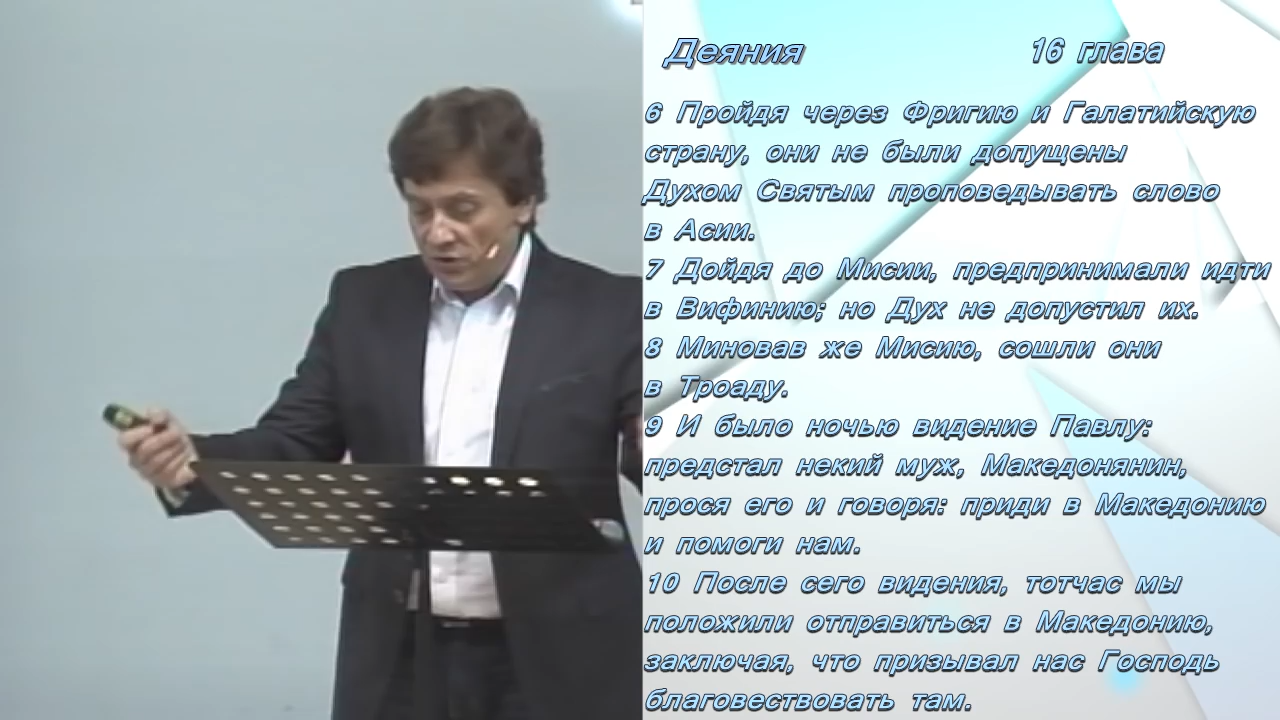 Деяния 16 глава
6 Пройдя через Фригию и Галатийскую
страну, они не были допущены
Духом Святым проповедывать слово
в Асии.
7 Дойдя до Мисии, предпринимали идти
в Вифинию; но Дух не допустил их.
8 Миновав же Мисию, сошли они
в Троаду.
9 И было ночью видение Павлу:
предстал некий муж, Македонянин,
прося его и говоря: приди в Македонию
и помоги нам.
10 После сего видения, тотчас мы
положили отправиться в Македонию,
заключая, что призывал нас Господь
благовествовать там.